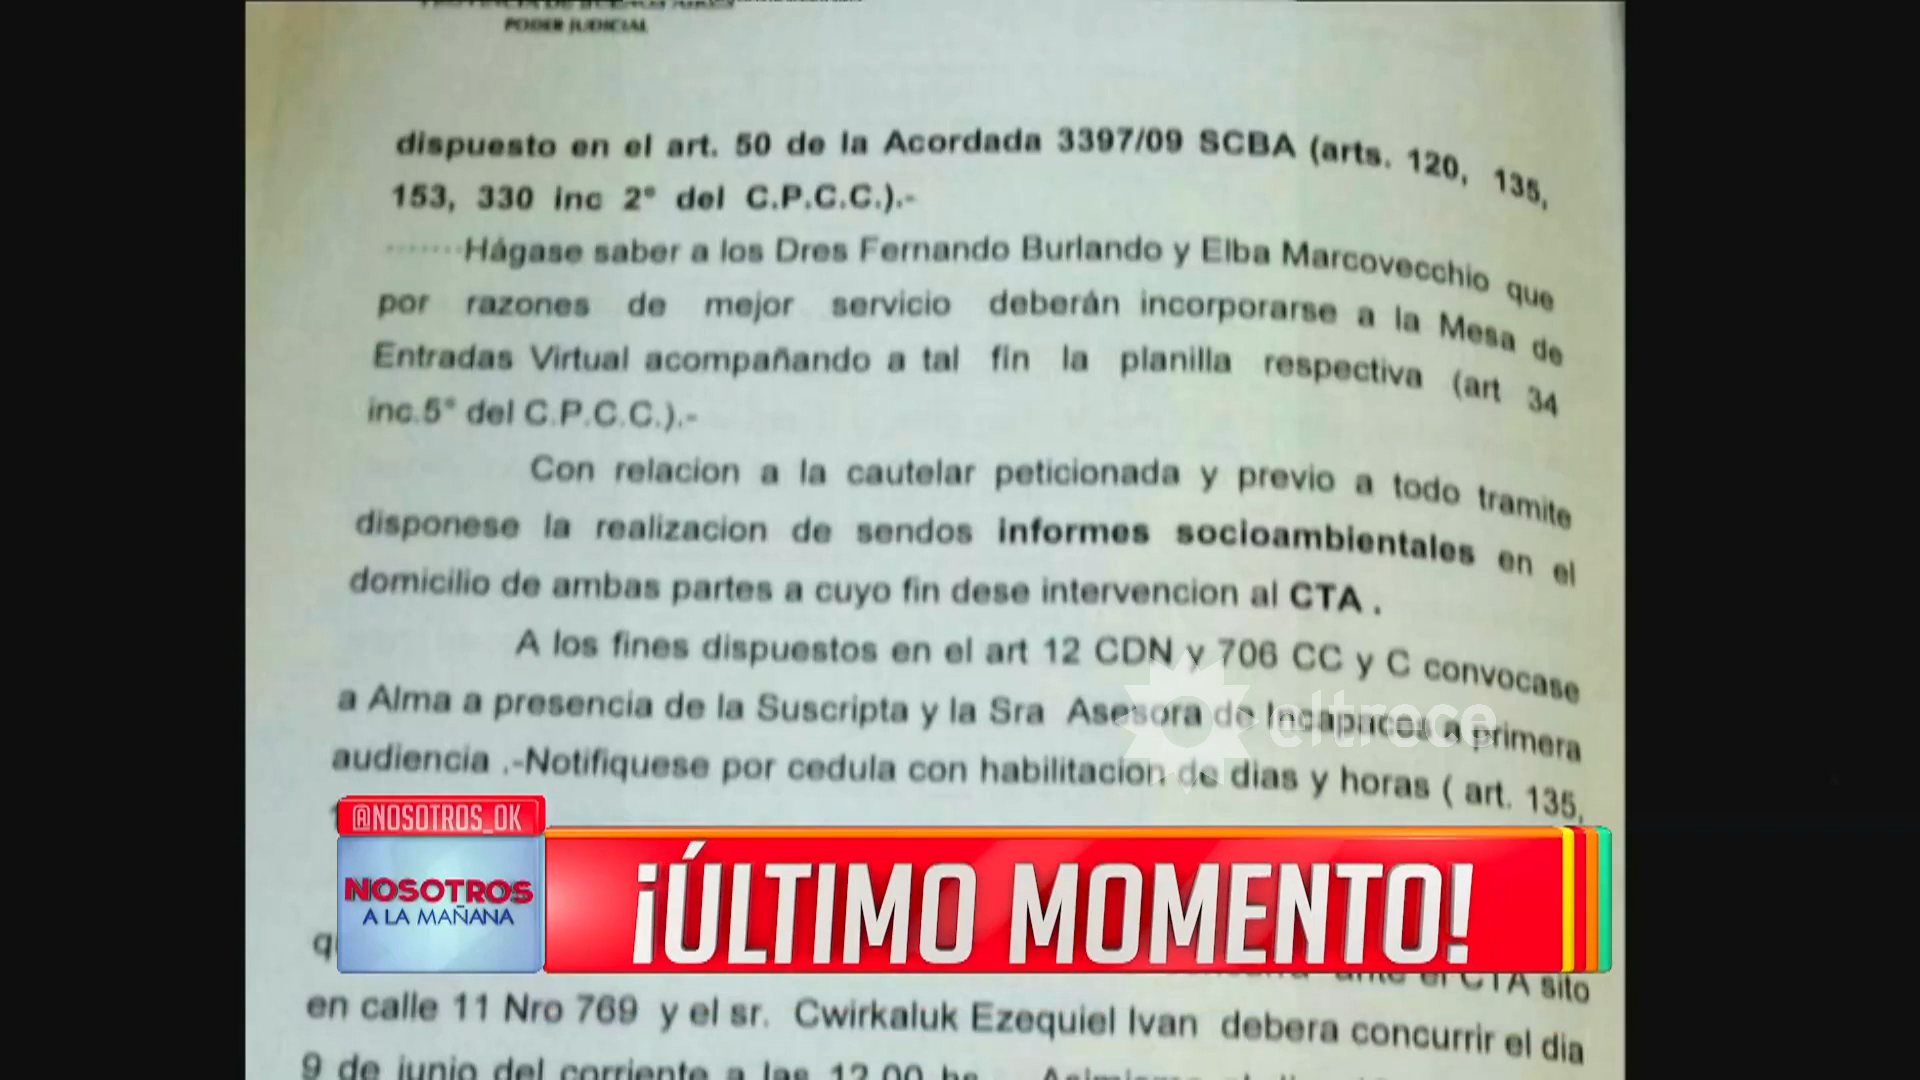 PODER JUDICIAL
dispuesto en el art. 50 de la Acordada 3397/09 SCBA (arts. 120, 135,
153, 330 inc 2° del C.P.C.C.).-
-------Hágase saber a los Dres Fernando Burlando y Elba Marcovecchio que
por razones de mejor servicio deberán incorporarse a la Mesa de
Entradas Virtual acompañando a tal fin la planilla respectiva (art 34
inc.5° del C.P.C.C.).-
Con relacion a la cautelar peticionada y previo a todo tramite
disponese la realizacion de sendos informes socioambientales en el
domicilio de ambas partes a cuyo fin dese intervencion al CTA .
A los fines dispuestos en el art 12 CDN y 706 CC y C convocase
a Alma a presencia de la Suscripta y la Sra Asesora de Incapaces a primera
audiencia .-Notifiquese por cedula con habilitacion de dias y horas ( art. 135,
eltrece
@NOSOTROS_OK
NOSOTROS
A LA MAÑANA
¡ÚLTIMO MOMENTO!
ante el CTA sito
en calle 11 Nro 769 y el sr. Cwirkaluk Ezequiel Ivan debera concurrir el dia
9 de junio del corriente a las 12.00 hs